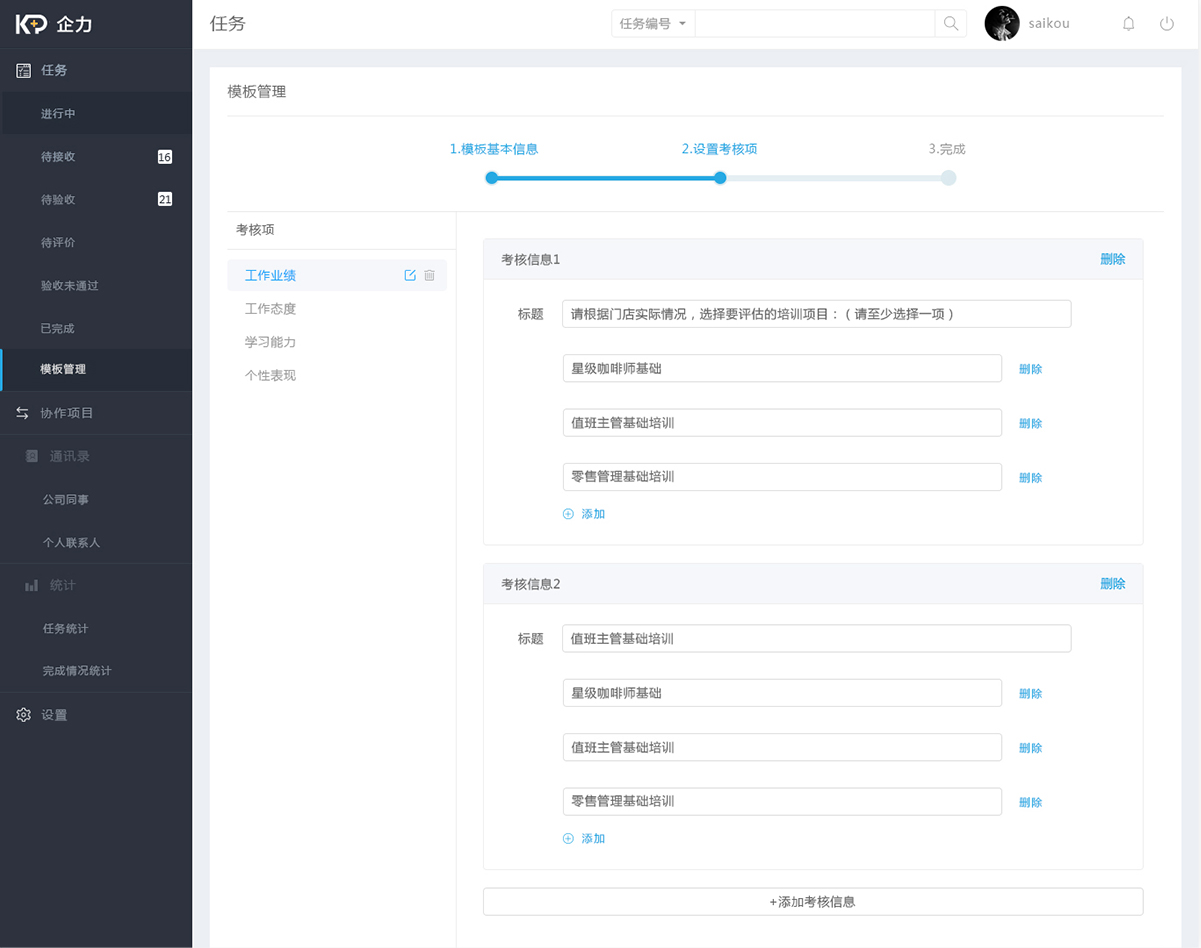 KP 企力
任务
进行中
待接收 16
待验收 21
待评价
验收未通过
已完成
模板管理
协作项目
通讯录
公司同事
个人联系人
统计
任务统计
完成情况统计
设置
任务
任务编号
saikou
模板管理
1.模板基本信息
2.设置考核项
3.完成
考核项
工作业绩
工作态度
学习能力
个性表现
考核信息1 删除
标题 请根据门店实际情况，选择要评估的培训项目：（请至少选择一项）
星级咖啡师基础 删除
值班主管基础培训 删除
零售管理基础培训 删除
添加
考核信息2 删除
标题 值班主管基础培训
星级咖啡师基础 删除
值班主管基础培训 删除
零售管理基础培训 删除
添加
+添加考核信息